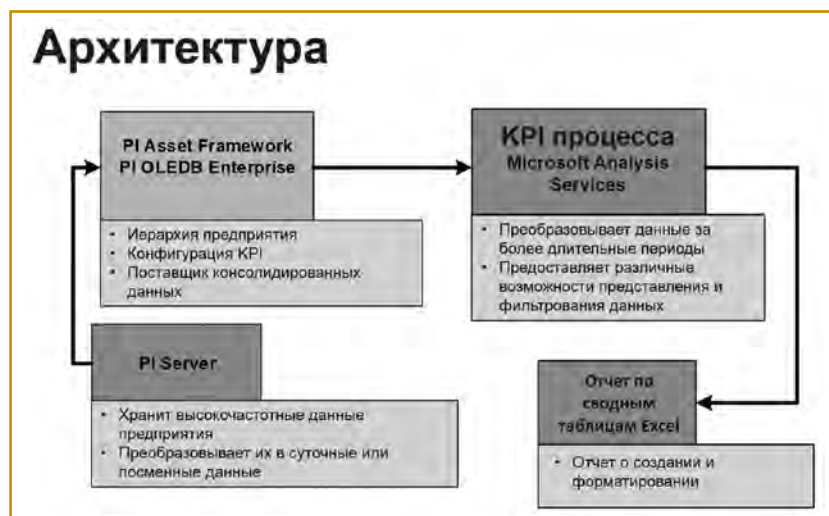 Архитектура
PI Asset Framework
PI OLEDB Enterprise
• Иерархия предприятия
• Конфигурация KPI
• Поставщик консолидированных
данных
PI Server
• Хранит высокочастотные данные
предприятия
• Преобразовывает их в суточные или
посменные данные
KPI процесса
Microsoft Analysis
Services
• Преобразовывает данные за
более длительные периоды
• Предоставляет различные
возможности представления и
фильтрования данных
Отчет по
сводным
таблицам Excel
• Отчет о создании и
форматировании